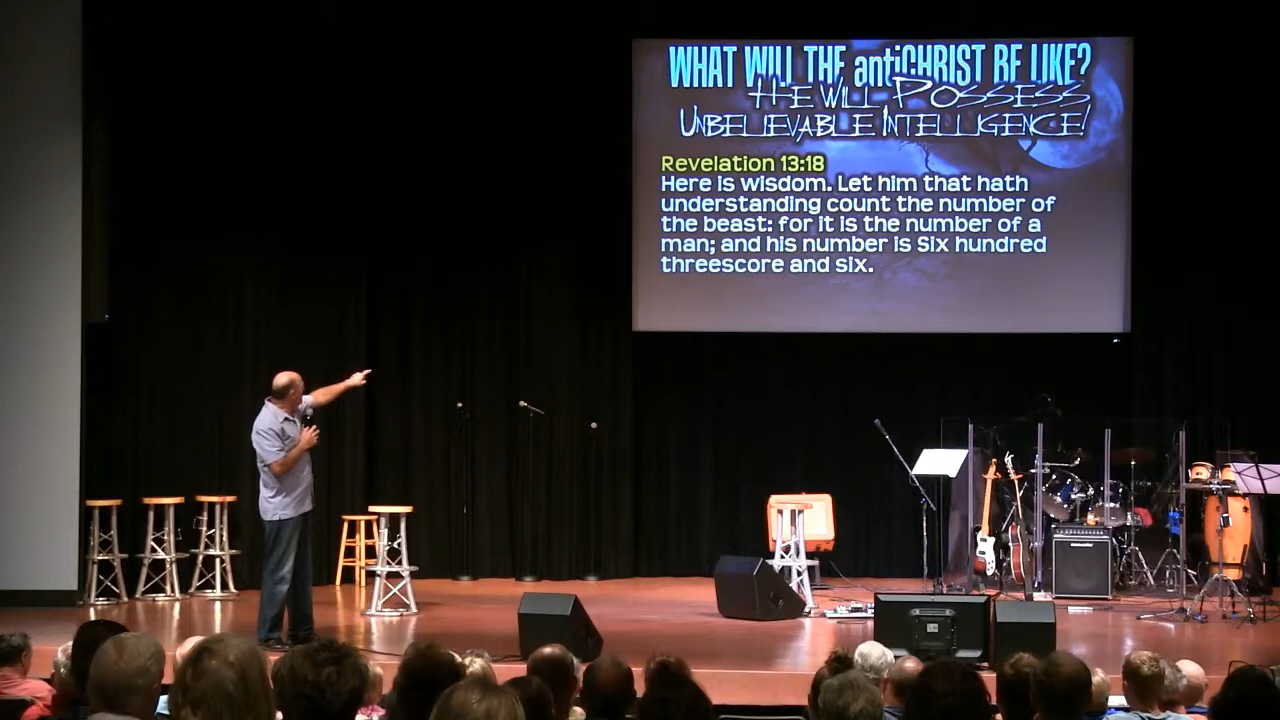 WHAT WILL THE antiCHRIST BE LIKE?
HE WILL POSSESS
UNBELIEVABLE INTELLIGENCE!
Revelation 13:18
Here is wisdom. Let him that hath
understanding count the number of
the beast: for it is the number of a
man; and his number is Six hundred
threescore and six.